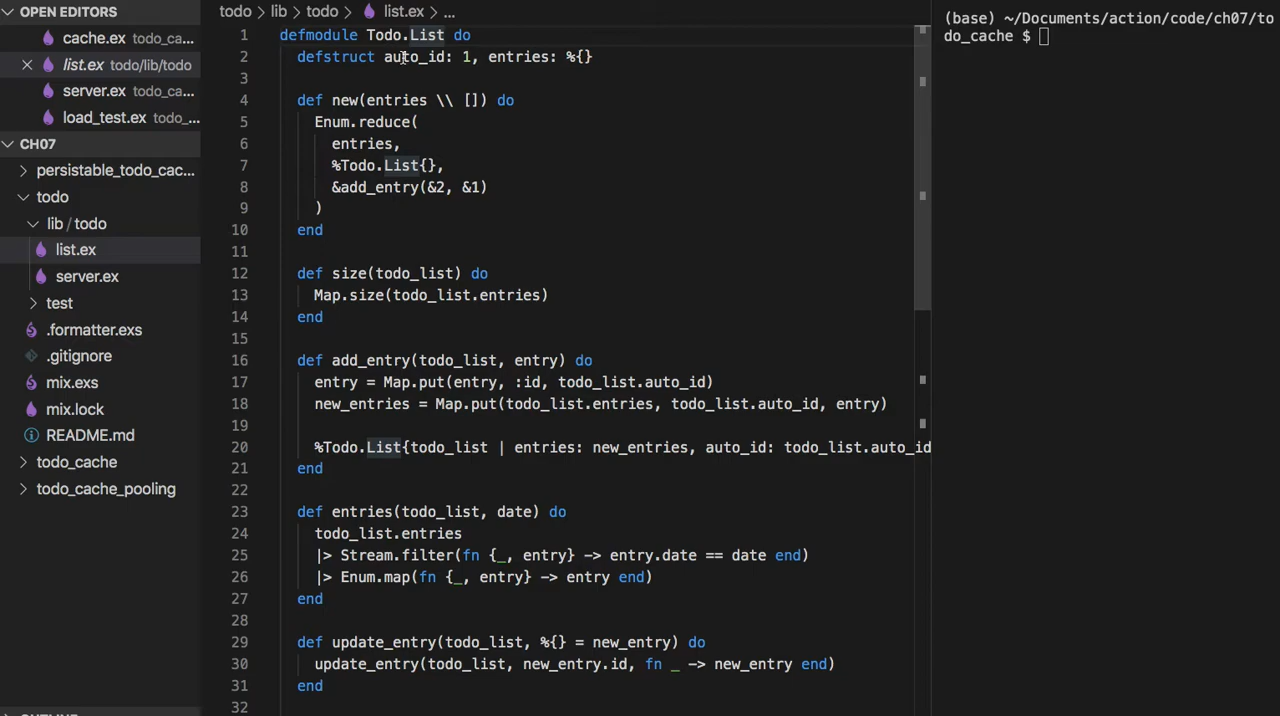 OPEN EDITORS
cache.ex todo_ca...
list.ex todo/lib/todo
server.ex todo_ca...
load_test.ex todo_...
CH07
persistable_todo_cac...
todo
lib / todo
list.ex
server.ex
test
.formatter.exs
.gitignore
mix.exs
mix.lock
README.md
todo_cache
todo_cache_pooling
todo > lib > todo > list.ex > ...
1 defmodule Todo.List do
2 defstruct auto_id: 1, entries: %{}
3
4 def new(entries \\ []) do
5 Enum.reduce(
6 entries,
7 %Todo.List{},
8 &add_entry(&2, &1)
9 )
10 end
11
12 def size(todo_list) do
13 Map.size(todo_list.entries)
14 end
15
16 def add_entry(todo_list, entry) do
17 entry = Map.put(entry, :id, todo_list.auto_id)
18 new_entries = Map.put(todo_list.entries, todo_list.auto_id, entry)
19
20 %Todo.List{todo_list | entries: new_entries, auto_id: todo_list.auto_id
21 end
22
23 def entries(todo_list, date) do
24 todo_list.entries
25 |> Stream.filter(fn {_, entry} -> entry.date == date end)
26 |> Enum.map(fn {_, entry} -> entry end)
27 end
28
29 def update_entry(todo_list, %{} = new_entry) do
30 update_entry(todo_list, new_entry.id, fn _ -> new_entry end)
31 end
32
(base) ~/Documents/action/code/ch07/to
do_cache $